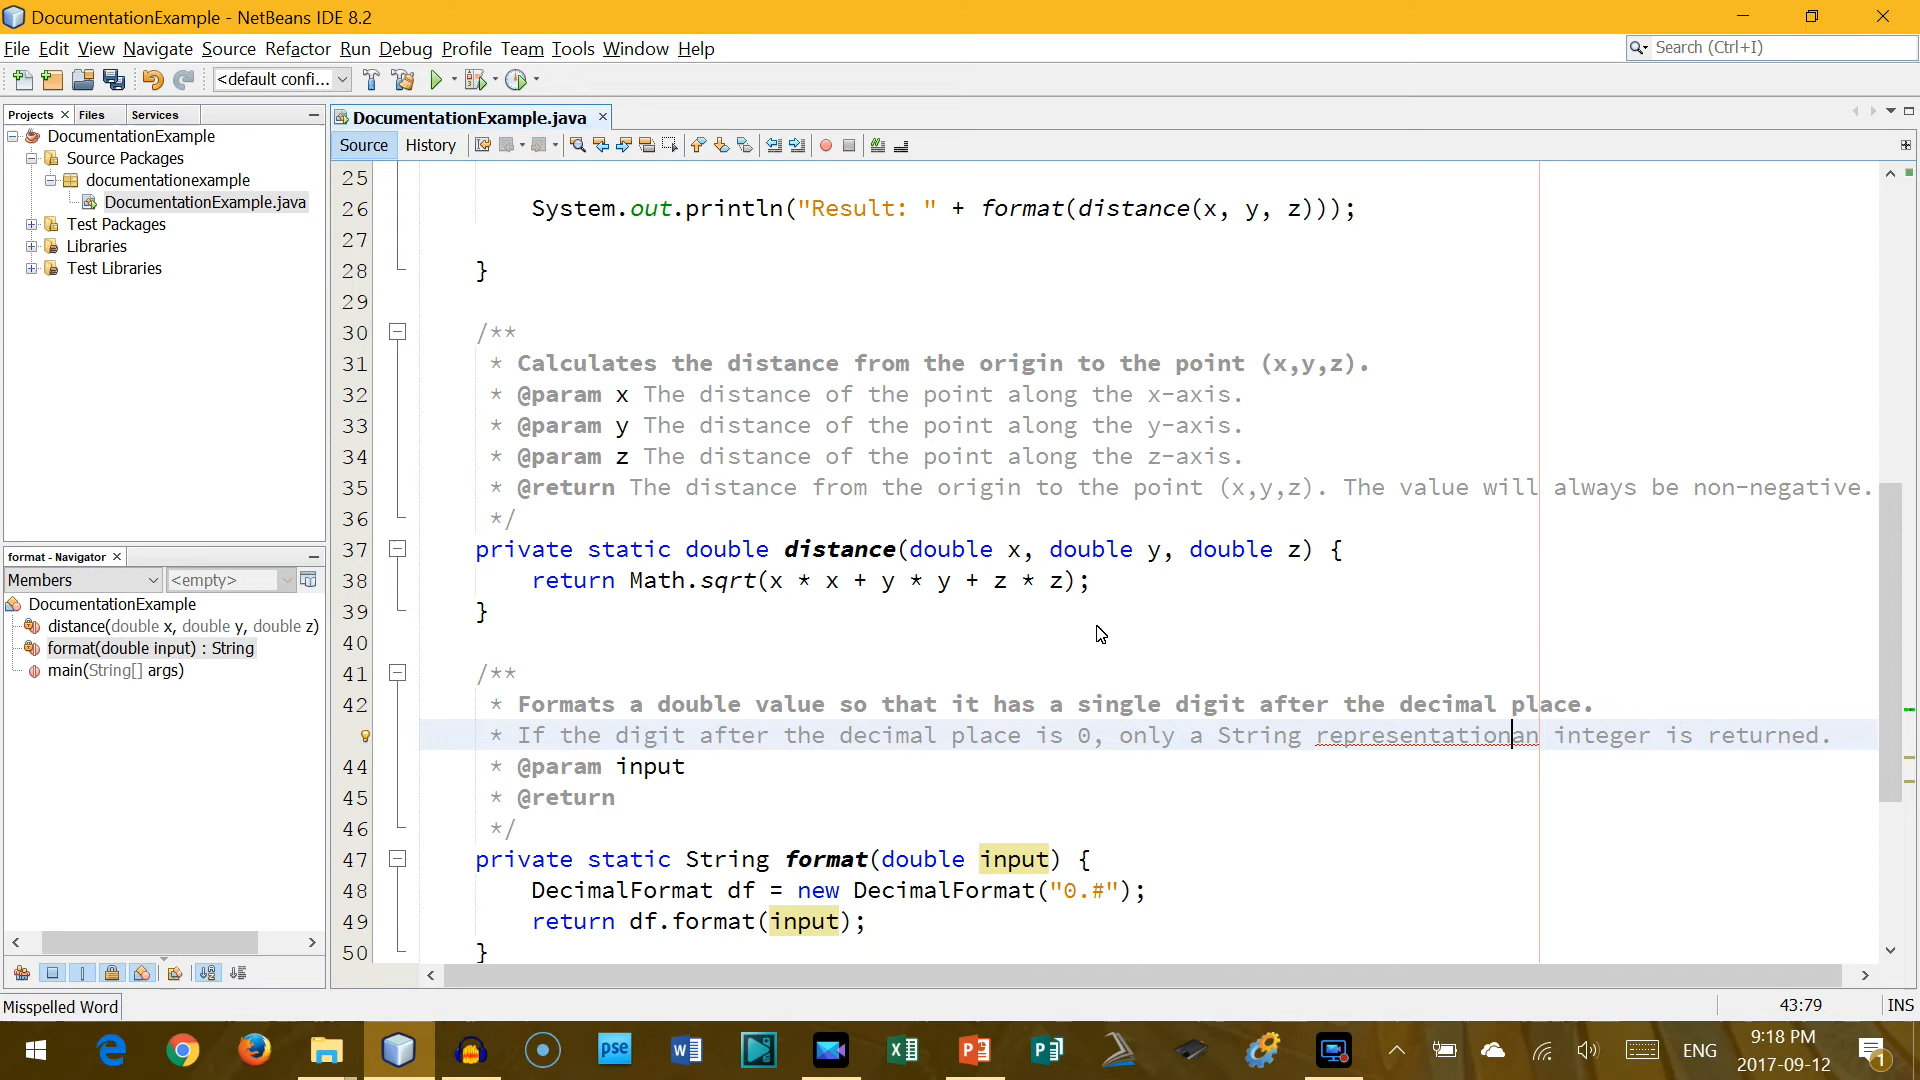 DocumentationExample - NetBeans IDE 8.2
File Edit View Navigate Source Refactor Run Debug Profile Team Tools Window Help
Search (Ctrl+I)
<default confi...
Projects Files Services
DocumentationExample
Source Packages
documentationexample
DocumentationExample.java
Test Packages
Libraries
Test Libraries
format - Navigator
Members <empty>
DocumentationExample
distance(double x, double y, double z)
format(double input) : String
main(String[] args)
DocumentationExample.java
Source History
25
26 System.out.println("Result: " + format(distance(x, y, z)));
27
28 }
29
30 /**
31 * Calculates the distance from the origin to the point (x,y,z).
32 * @param x The distance of the point along the x-axis.
33 * @param y The distance of the point along the y-axis.
34 * @param z The distance of the point along the z-axis.
35 * @return The distance from the origin to the point (x,y,z). The value will always be non-negative.
36 */
37 private static double distance(double x, double y, double z) {
38 return Math.sqrt(x * x + y * y + z * z);
39 }
40
41 /**
42 * Formats a double value so that it has a single digit after the decimal place.
* If the digit after the decimal place is 0, only a String representationan integer is returned.
44 * @param input
45 * @return
46 */
47 private static String format(double input) {
48 DecimalFormat df = new DecimalFormat("0.#");
49 return df.format(input);
50 }
Misspelled Word
43:79 INS
pse
ENG
9:18 PM
2017-09-12
1